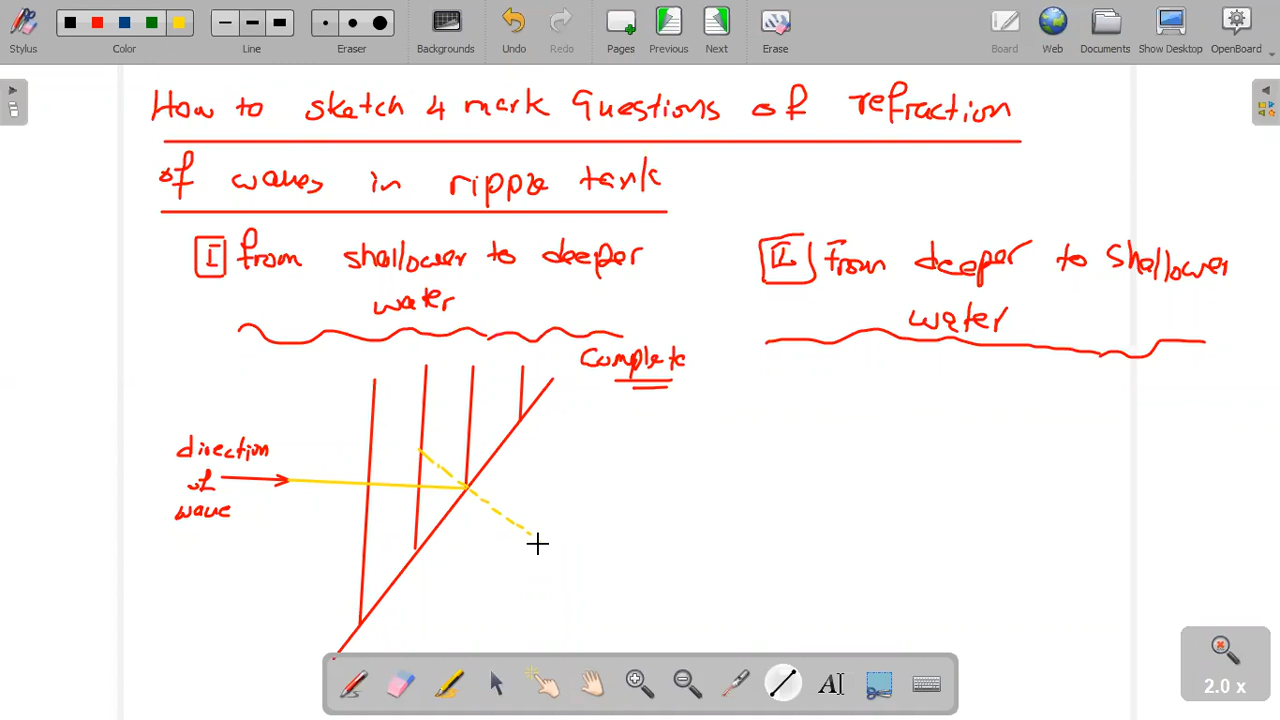 Stylus
Color
Line
Eraser
Backgrounds
Undo
Redo
Pages
Previous
Next
Erase
Board
Web
Documents
Show Desktop
OpenBoard
How to sketch 4 mark Questions of refraction
of waves in ripple tank
I from shallower to deeper
water
II From deeper to shallower
water
Complete
direction
of
wave
AI
2.0 x